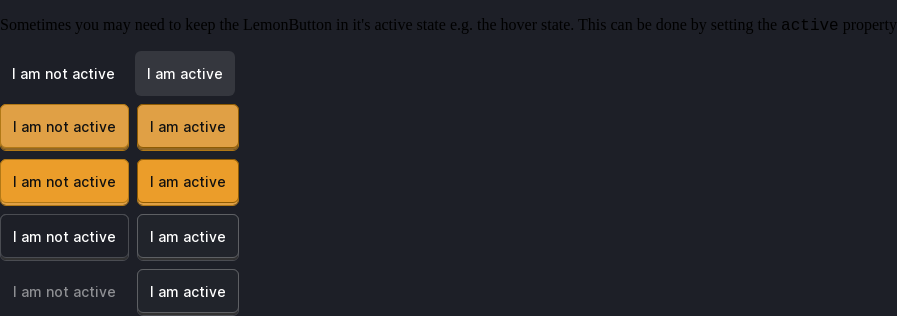 Sometimes you may need to keep the LemonButton in it's active state e.g. the hover state. This can be done by setting the active property
I am not active I am active
I am not active I am active
I am not active I am active
I am not active I am active
I am not active I am active